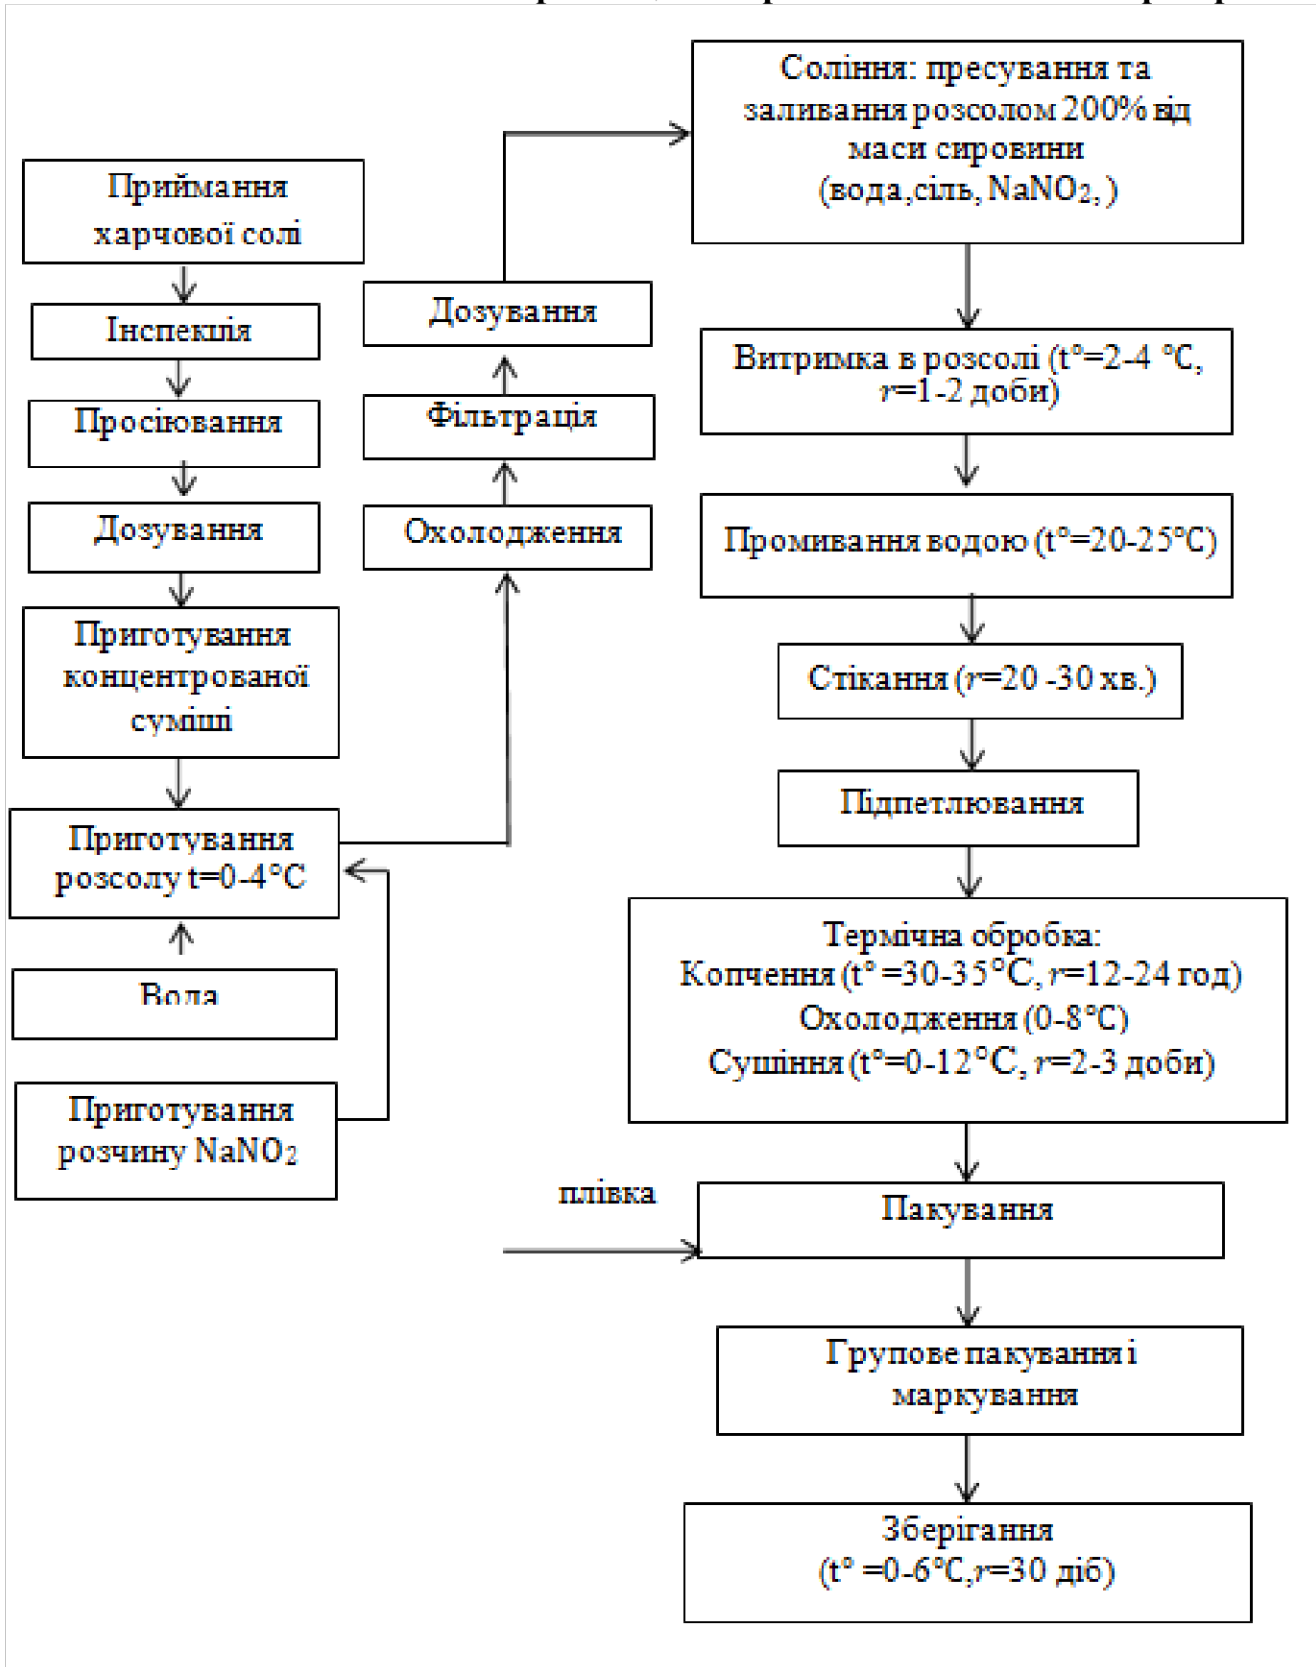 Приймання
харчової солі
Інспекція
Просіювання
Дозування
Приготування
концентрованої
суміші
Приготування
розсолу t=0-4°C
Вода
Приготування
розчину NaNO₂
Дозування
Фільтрація
Охолодження
Соління: пресування та
заливання розсолом 200% від
маси сировини
(вода,сіль, NaNO₂, )
Витримка в розсолі (t°=2-4 °C,
r=1-2 доби)
Промивання водою (t°=20-25°C)
Стікання (r=20 -30 хв.)
Підпетлювання
Термічна обробка:
Копчення (t° =30-35°C, r=12-24 год)
Охолодження (0-8°C)
Сушіння (t°=0-12°C, r=2-3 доби)
плівка
Пакування
Групове пакування і
маркування
Зберігання
(t° =0-6°C,r=30 діб)